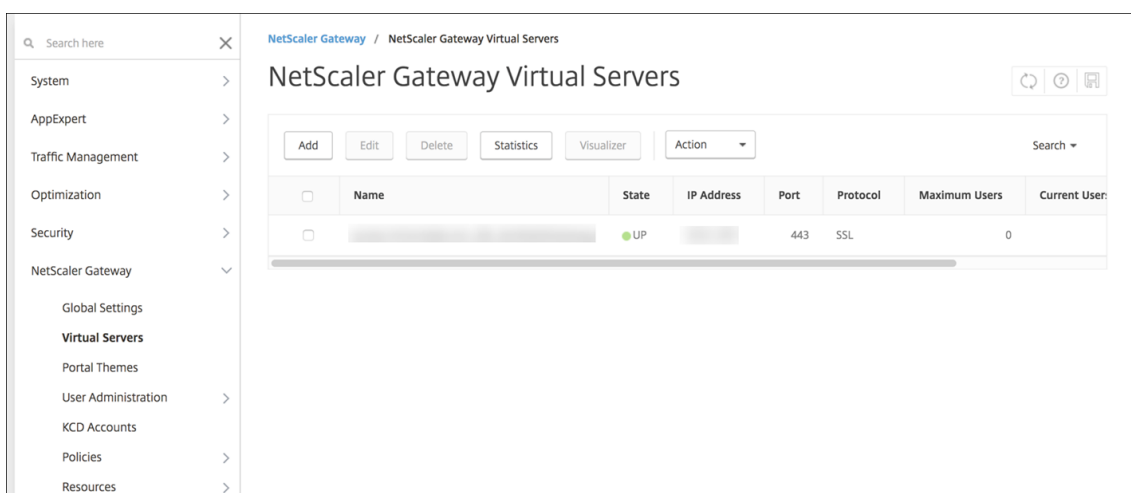 Search here
System
AppExpert
Traffic Management
Optimization
Security
NetScaler Gateway
Global Settings
Virtual Servers
Portal Themes
User Administration
KCD Accounts
Policies
Resources
NetScaler Gateway / NetScaler Gateway Virtual Servers
NetScaler Gateway Virtual Servers
Add Edit Delete Statistics Visualizer Action Search
Name State IP Address Port Protocol Maximum Users Current User
UP 443 SSL 0